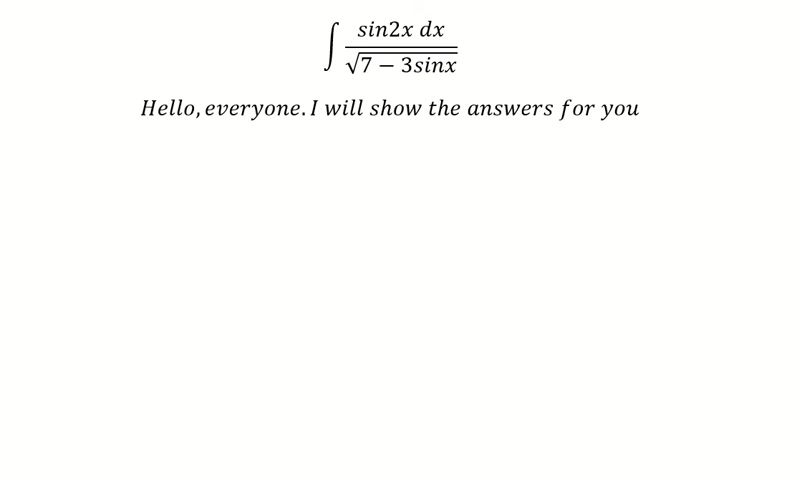 ∫ sin2x dx / √7 − 3sinx
Hello, everyone. I will show the answers for you